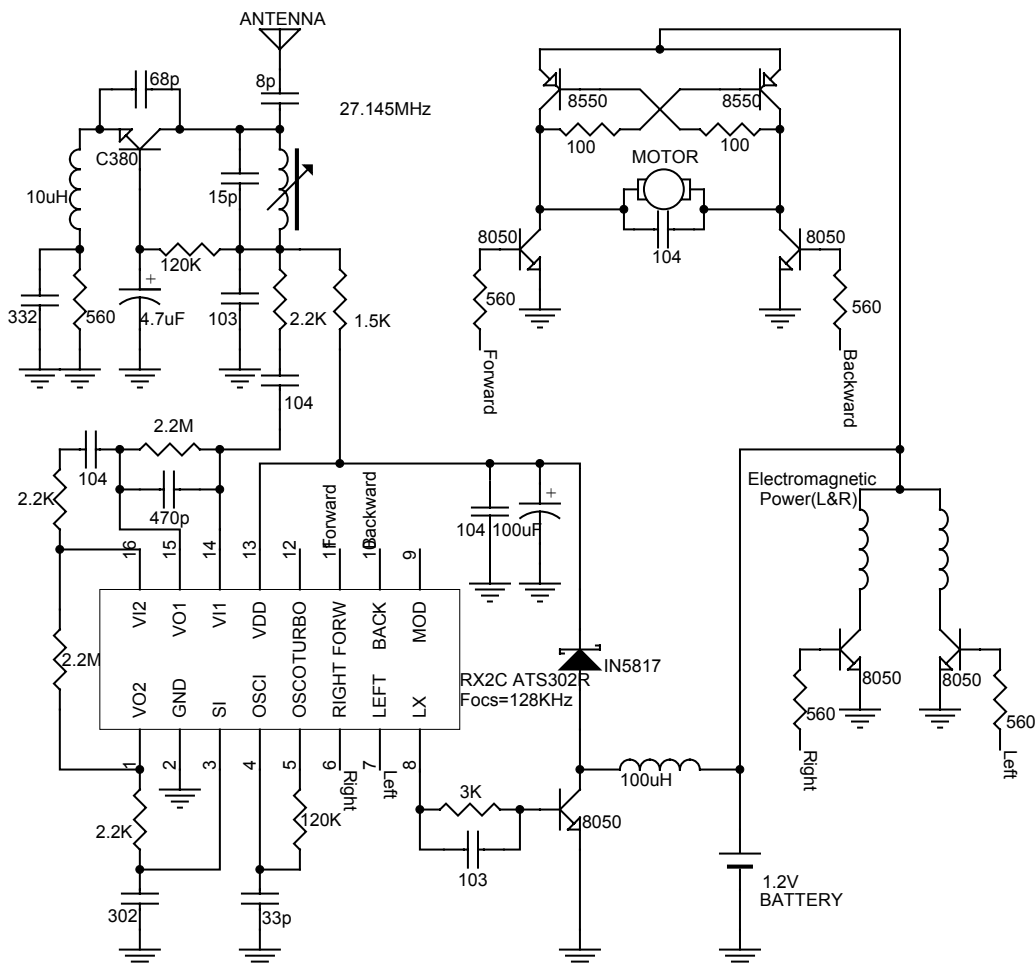 ANTENNA
68p
8p
27.145MHz
C380
10uH
15p
120K
332
560
+
4.7uF
103
2.2K
1.5K
104
8550
8550
100
100
MOTOR
104
8050
8050
560
560
Forward
Backward
2.2M
104
2.2K
470p
Forward
Backward
104
100uF
+
Electromagnetic
Power(L&R)
16
15
14
13
12
11
10
9
VI2
VO1
VI1
VDD
OSCOTURBO
RIGHT FORW
BACK
MOD
VO2
GND
SI
OSCI
LEFT
LX
1
2
3
4
5
6
7
8
2.2M
IN5817
RX2C ATS302R
Focs=128KHz
8050
8050
560
560
Right
Left
Right
Left
100uH
2.2K
120K
3K
103
8050
302
33p
1.2V
BATTERY